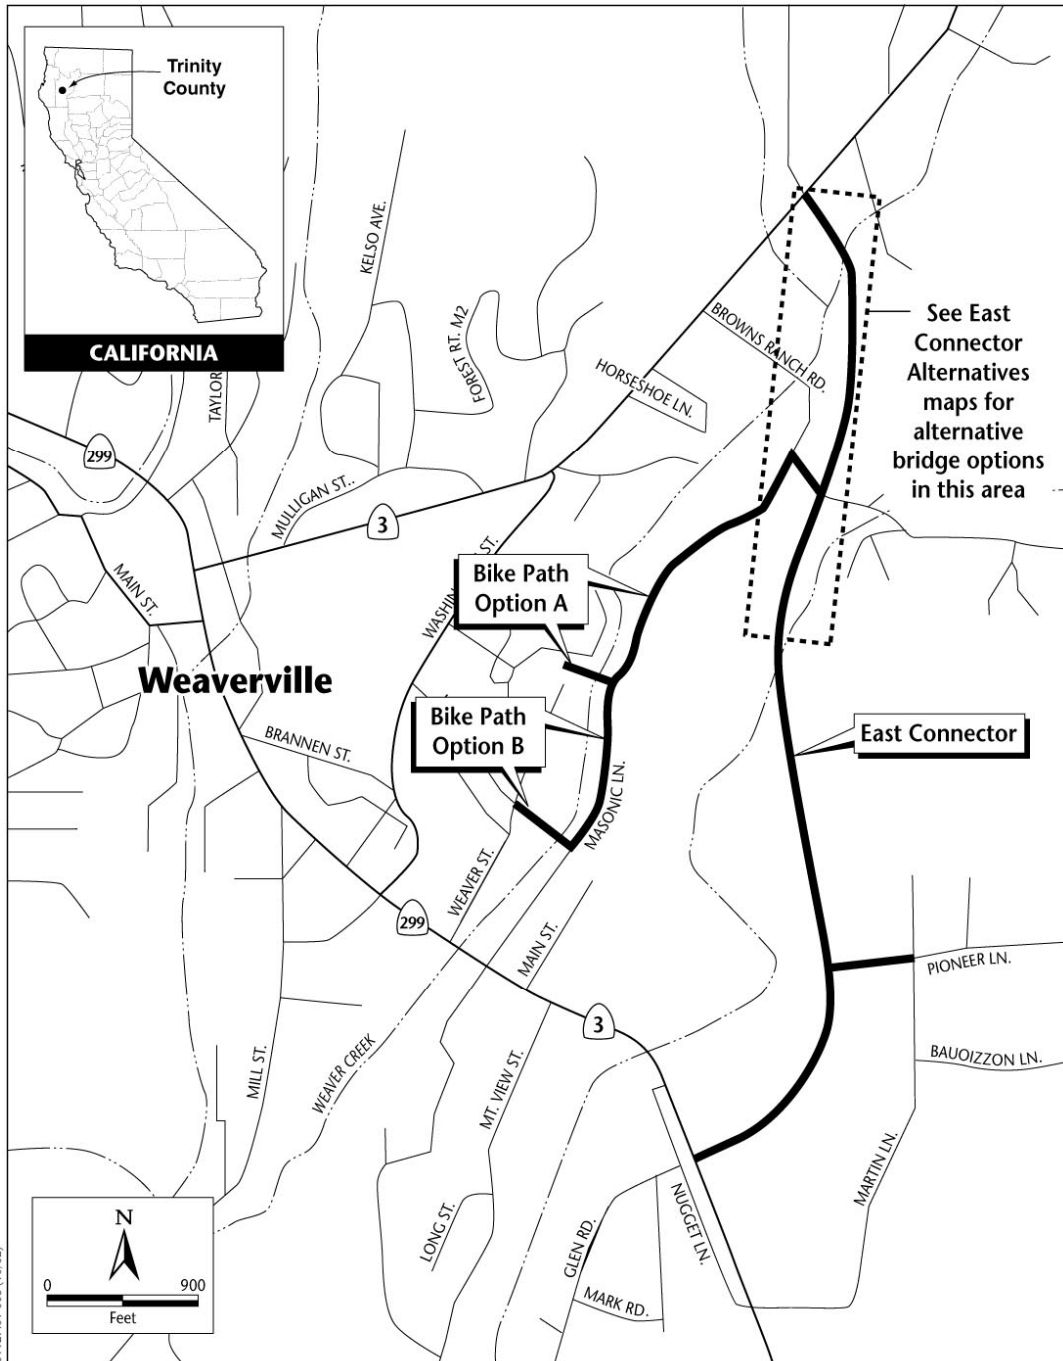 Trinity
County
CALIFORNIA
TAYLOR
KELSO AVE.
FOREST RT. M2
BROWNS RANCH RD.
HORSESHOE LN.
See East
Connector
Alternatives
maps for
alternative
bridge options
in this area
299
MULLIGAN ST..
3
MAIN ST.
ST.
Bike Path
Option A
Weaverville
Bike Path
Option B
BRANNEN ST.
East Connector
MASONIC LN.
WEAVER ST.
299
MAIN ST.
PIONEER LN.
3
BAUOIZZON LN.
MILL ST.
WEAVER CREEK
MT. VIEW ST.
MARTIN LN.
LONG ST.
GLEN RD.
NUGGET LN.
MARK RD.
N
0 900
Feet